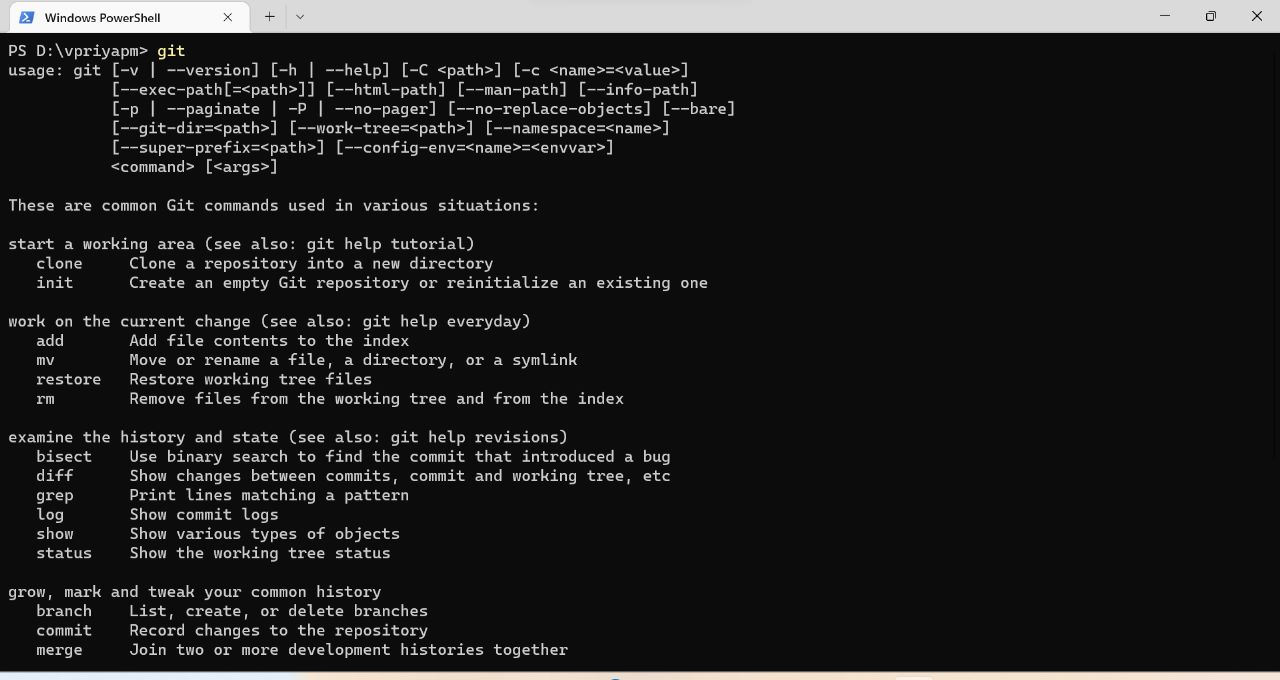 Windows PowerShell
PS D:\vpriyapm> git
usage: git [-v | --version] [-h | --help] [-C <path>] [-c <name>=<value>]
           [--exec-path[=<path>]] [--html-path] [--man-path] [--info-path]
           [-p | --paginate | -P | --no-pager] [--no-replace-objects] [--bare]
           [--git-dir=<path>] [--work-tree=<path>] [--namespace=<name>]
           [--super-prefix=<path>] [--config-env=<name>=<envvar>]
           <command> [<args>]

These are common Git commands used in various situations:

start a working area (see also: git help tutorial)
   clone     Clone a repository into a new directory
   init      Create an empty Git repository or reinitialize an existing one

work on the current change (see also: git help everyday)
   add       Add file contents to the index
   mv        Move or rename a file, a directory, or a symlink
   restore   Restore working tree files
   rm        Remove files from the working tree and from the index

examine the history and state (see also: git help revisions)
   bisect    Use binary search to find the commit that introduced a bug
   diff      Show changes between commits, commit and working tree, etc
   grep      Print lines matching a pattern
   log       Show commit logs
   show      Show various types of objects
   status    Show the working tree status

grow, mark and tweak your common history
   branch    List, create, or delete branches
   commit    Record changes to the repository
   merge     Join two or more development histories together